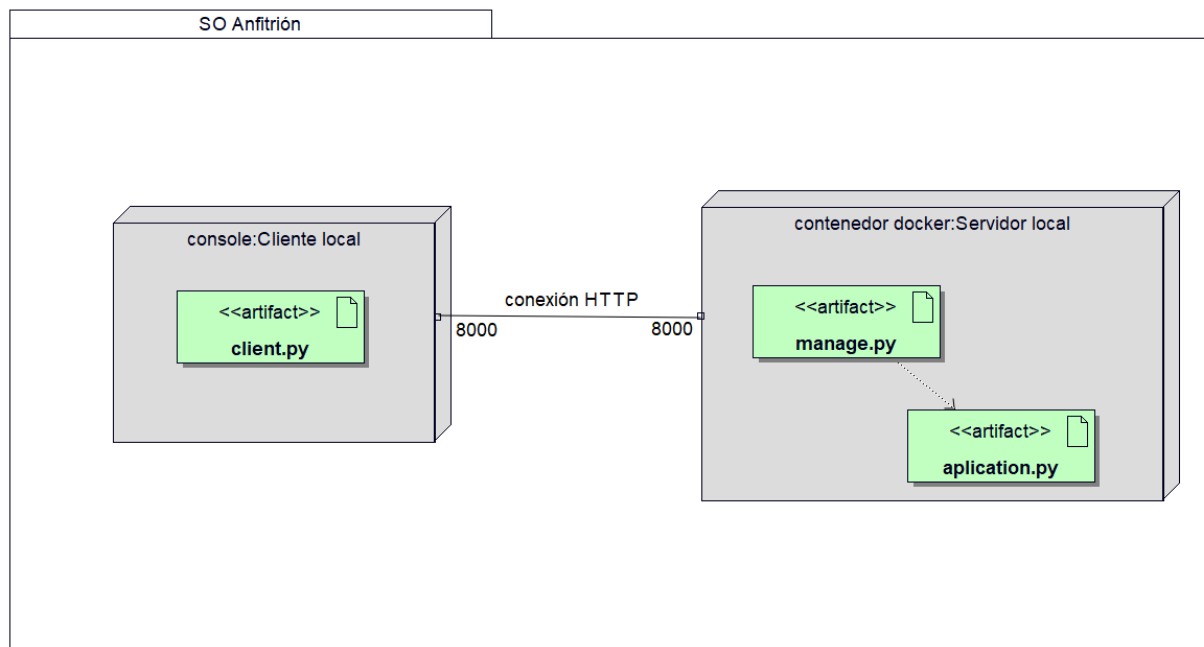 SO Anfitrión
console:Cliente local
<<artifact>>
client.py
conexión HTTP
8000
8000
contenedor docker:Servidor local
<<artifact>>
manage.py
<<artifact>>
aplication.py